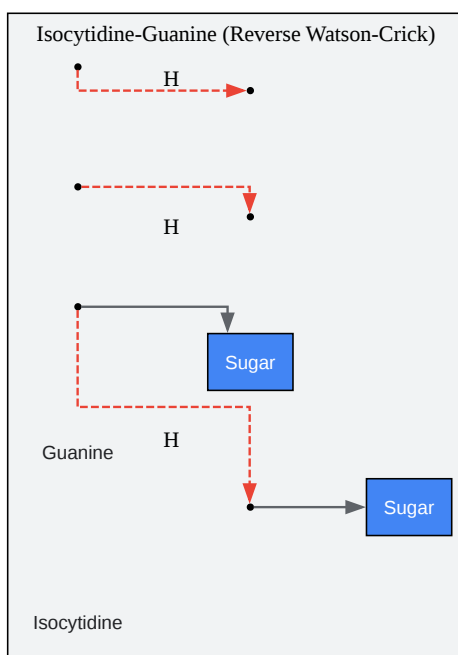 Isocytidine-Guanine (Reverse Watson-Crick)
H
H
Sugar
H
Guanine
Sugar
Isocytidine